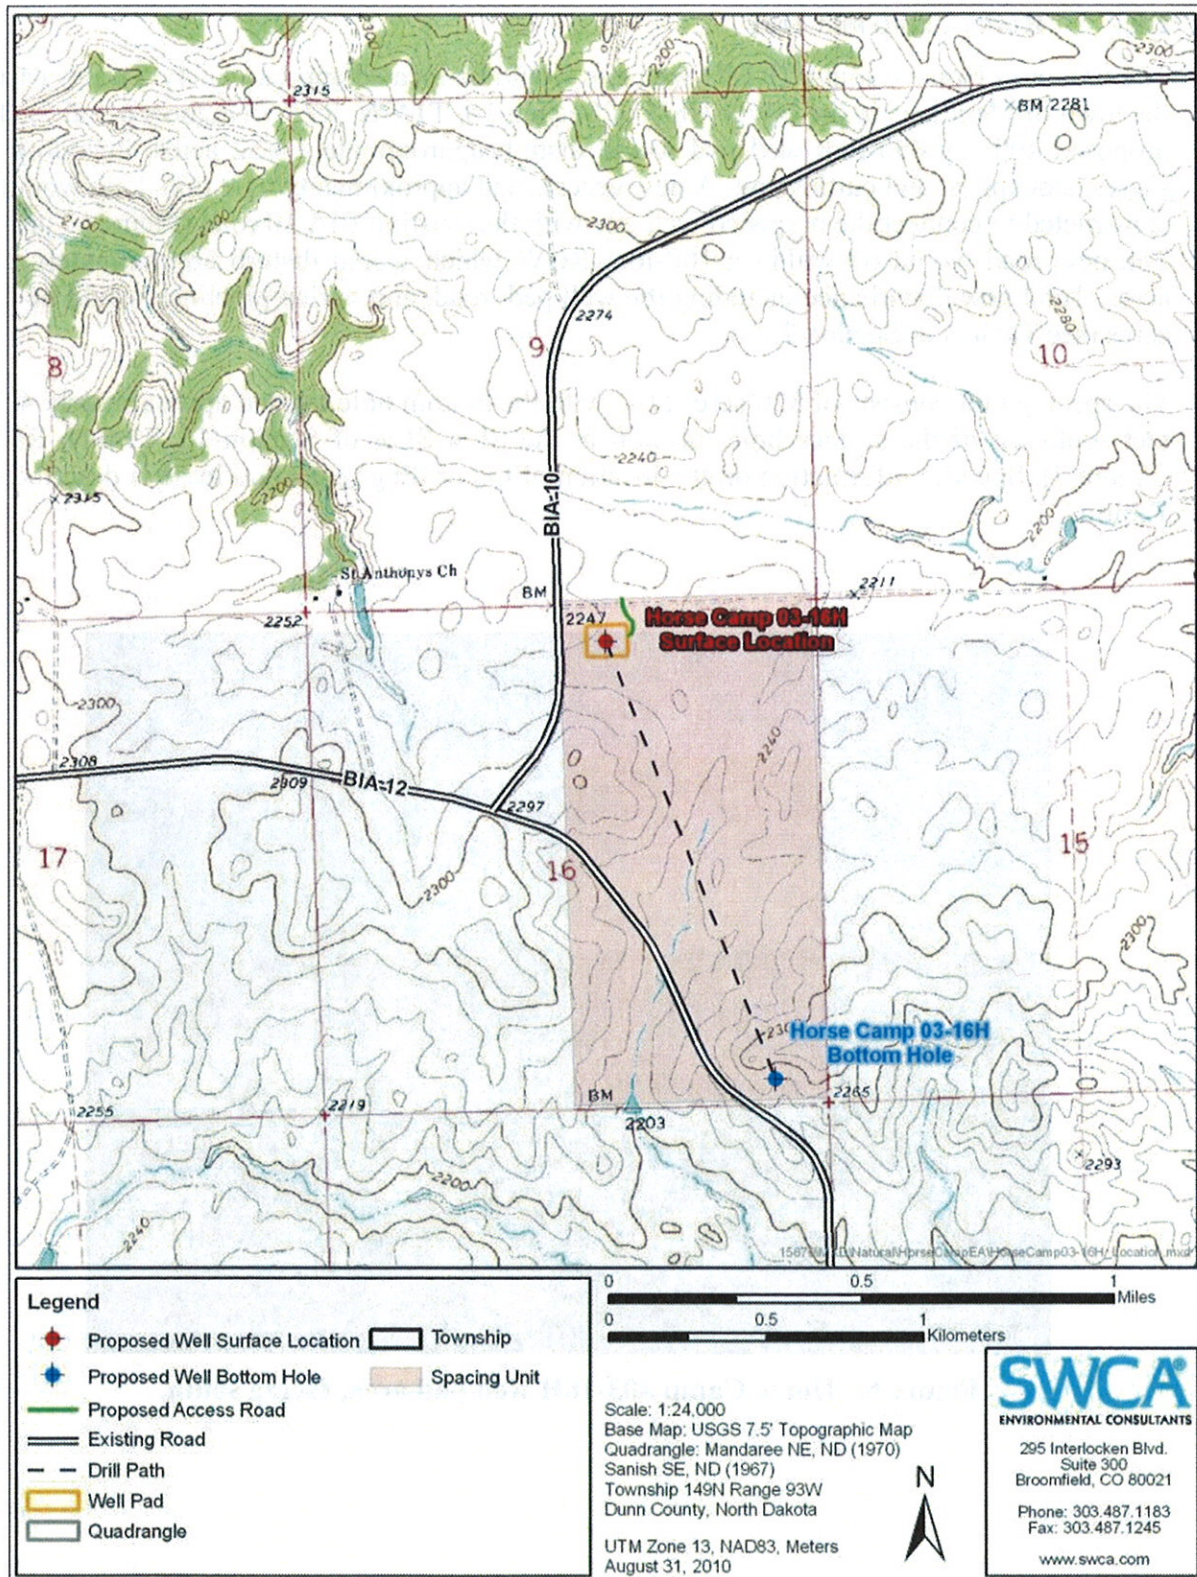 2315
2300
2200
BM 2281
2300
2100
2200
2274
2280
8
9
10
2240
2315
2200
BIA-10
2200
St Anthonys Ch
BM
2211
2252
2247
Horse Camp 03-16H
Surface Location
2300
2240
2308
2309
BIA-12
2297
17
16
15
2300
2300
Horse Camp 03-16H
Bottom Hole
2265
BM
2255
2219
2203
2293
2200
2240
Legend
Proposed Well Surface Location
Township
Proposed Well Bottom Hole
Spacing Unit
Proposed Access Road
Existing Road
Drill Path
Well Pad
Quadrangle
0 0.5 1
Miles
0 0.5 1
Kilometers
Scale: 1:24,000
Base Map: USGS 7.5' Topographic Map
Quadrangle: Mandaree NE, ND (1970)
Sanish SE, ND (1967)
Township 149N Range 93W
Dunn County, North Dakota
UTM Zone 13, NAD83, Meters
August 31, 2010
N
SWCA®
ENVIRONMENTAL CONSULTANTS
295 Interlocken Blvd.
Suite 300
Broomfield, CO 80021
Phone: 303.487.1183
Fax: 303.487.1245
www.swca.com